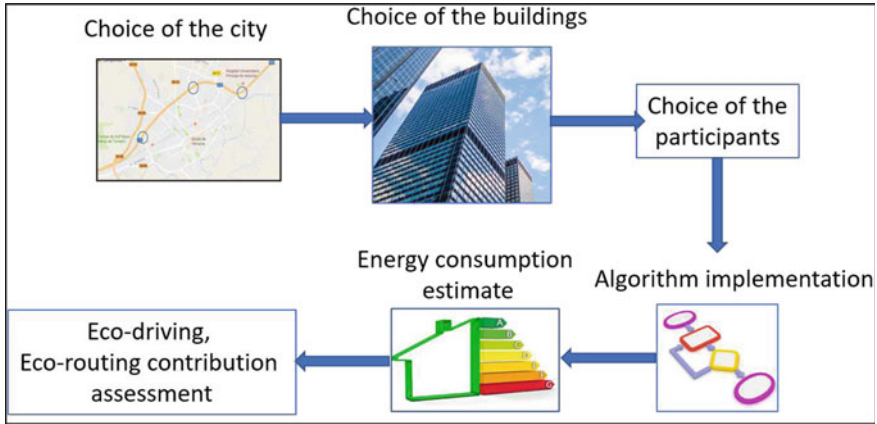 Choice of the city
Choice of the buildings
Choice of the
participants
Algorithm implementation
Energy consumption
estimate
A
G
Eco-driving,
Eco-routing contribution
assessment